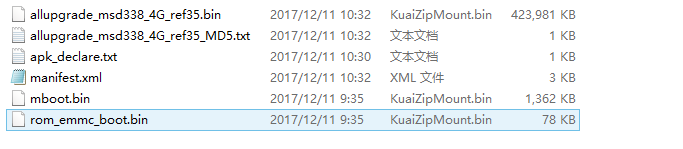 allupgrade_msd338_4G_ref35.bin 2017/12/11 10:32 KuaiZipMount.bin 423,981 KB
allupgrade_msd338_4G_ref35_MD5.txt 2017/12/11 10:32 文本文档 1 KB
apk_declare.txt 2017/12/11 10:30 文本文档 1 KB
manifest.xml 2017/12/11 10:32 XML 文件 3 KB
mboot.bin 2017/12/11 9:35 KuaiZipMount.bin 1,362 KB
rom_emmc_boot.bin 2017/12/11 9:35 KuaiZipMount.bin 78 KB